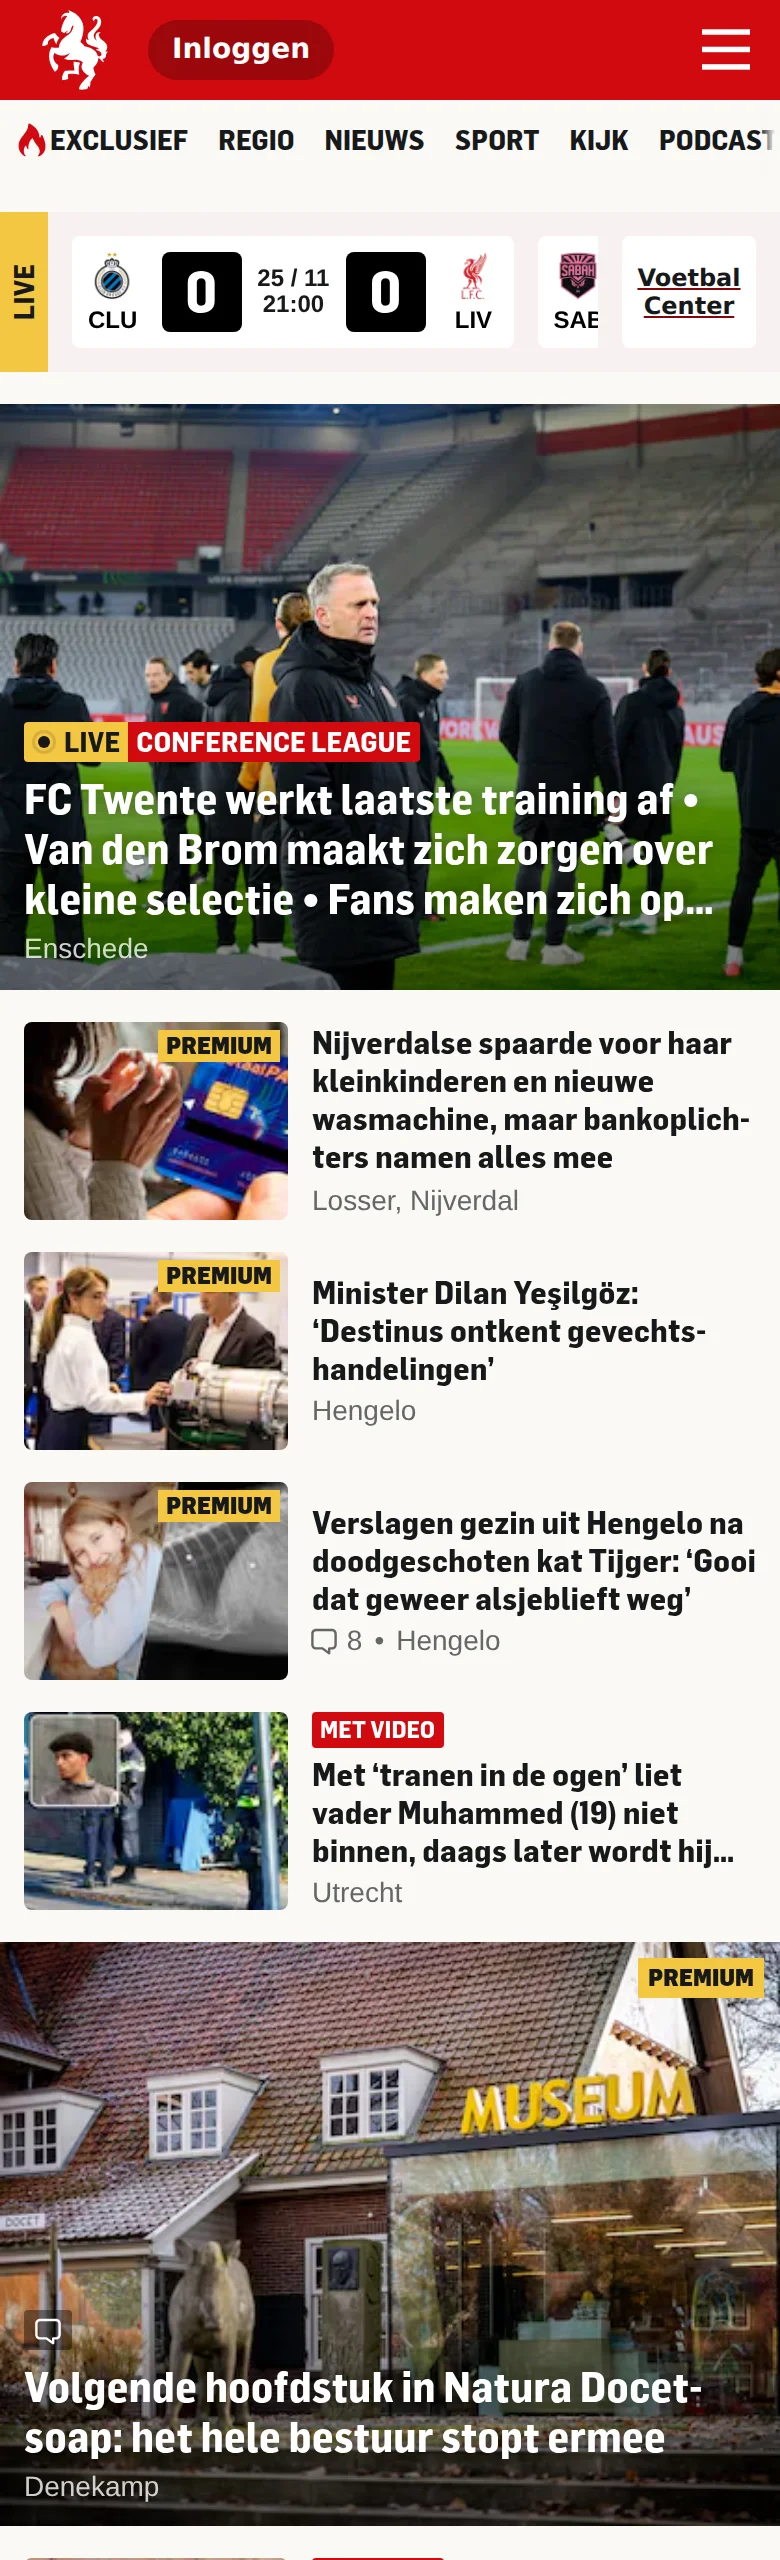 Inloggen
EXCLUSIEF REGIO NIEUWS SPORT KIJK PODCAST
LIVE
CLU 0 25 / 11 21:00 0 LIV
L.F.C.
SABAH
SAB
Voetbal
Center
LIVE CONFERENCE LEAGUE
FC Twente werkt laatste training af •
Van den Brom maakt zich zorgen over
kleine selectie • Fans maken zich op...
Enschede
PREMIUM
Nijverdalse spaarde voor haar
kleinkinderen en nieuwe
wasmachine, maar bankoplich-
ters namen alles mee
Losser, Nijverdal
PREMIUM
Minister Dilan Yeşilgöz:
‘Destinus ontkent gevechts-
handelingen’
Hengelo
PREMIUM
Verslagen gezin uit Hengelo na
doodgeschoten kat Tijger: ‘Gooi
dat geweer alsjeblieft weg’
8 • Hengelo
MET VIDEO
Met ‘tranen in de ogen’ liet
vader Muhammed (19) niet
binnen, daags later wordt hij...
Utrecht
PREMIUM
MUSEUM
DOCET
Volgende hoofdstuk in Natura Docet-
soap: het hele bestuur stopt ermee
Denekamp